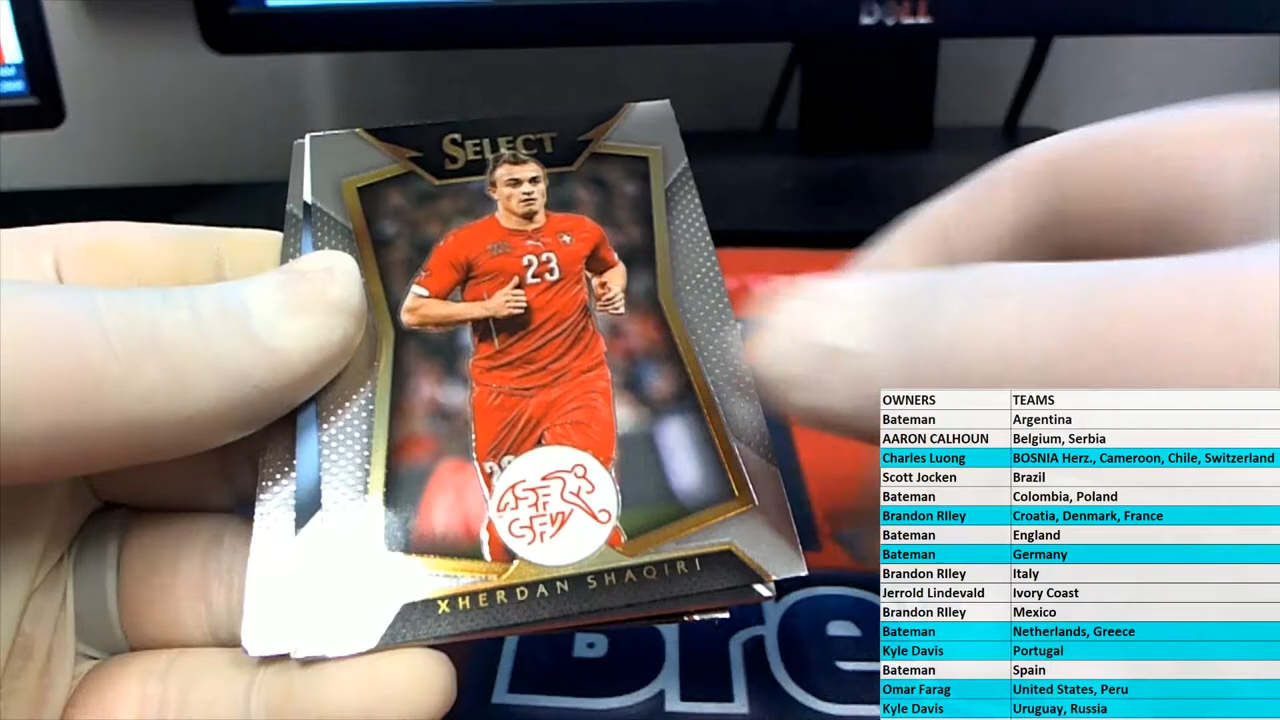 DELL
SELECT
23
ASF
SFV
XHERDAN SHAQIRI
Bre
OWNERS TEAMS
Bateman Argentina
AARON CALHOUN Belgium, Serbia
Charles Luong BOSNIA Herz., Cameroon, Chile, Switzerland
Scott Jocken Brazil
Bateman Colombia, Poland
Brandon RIley Croatia, Denmark, France
Bateman England
Bateman Germany
Brandon RIley Italy
Jerrold Lindevald Ivory Coast
Brandon RIley Mexico
Bateman Netherlands, Greece
Kyle Davis Portugal
Bateman Spain
Omar Farag United States, Peru
Kyle Davis Uruguay, Russia